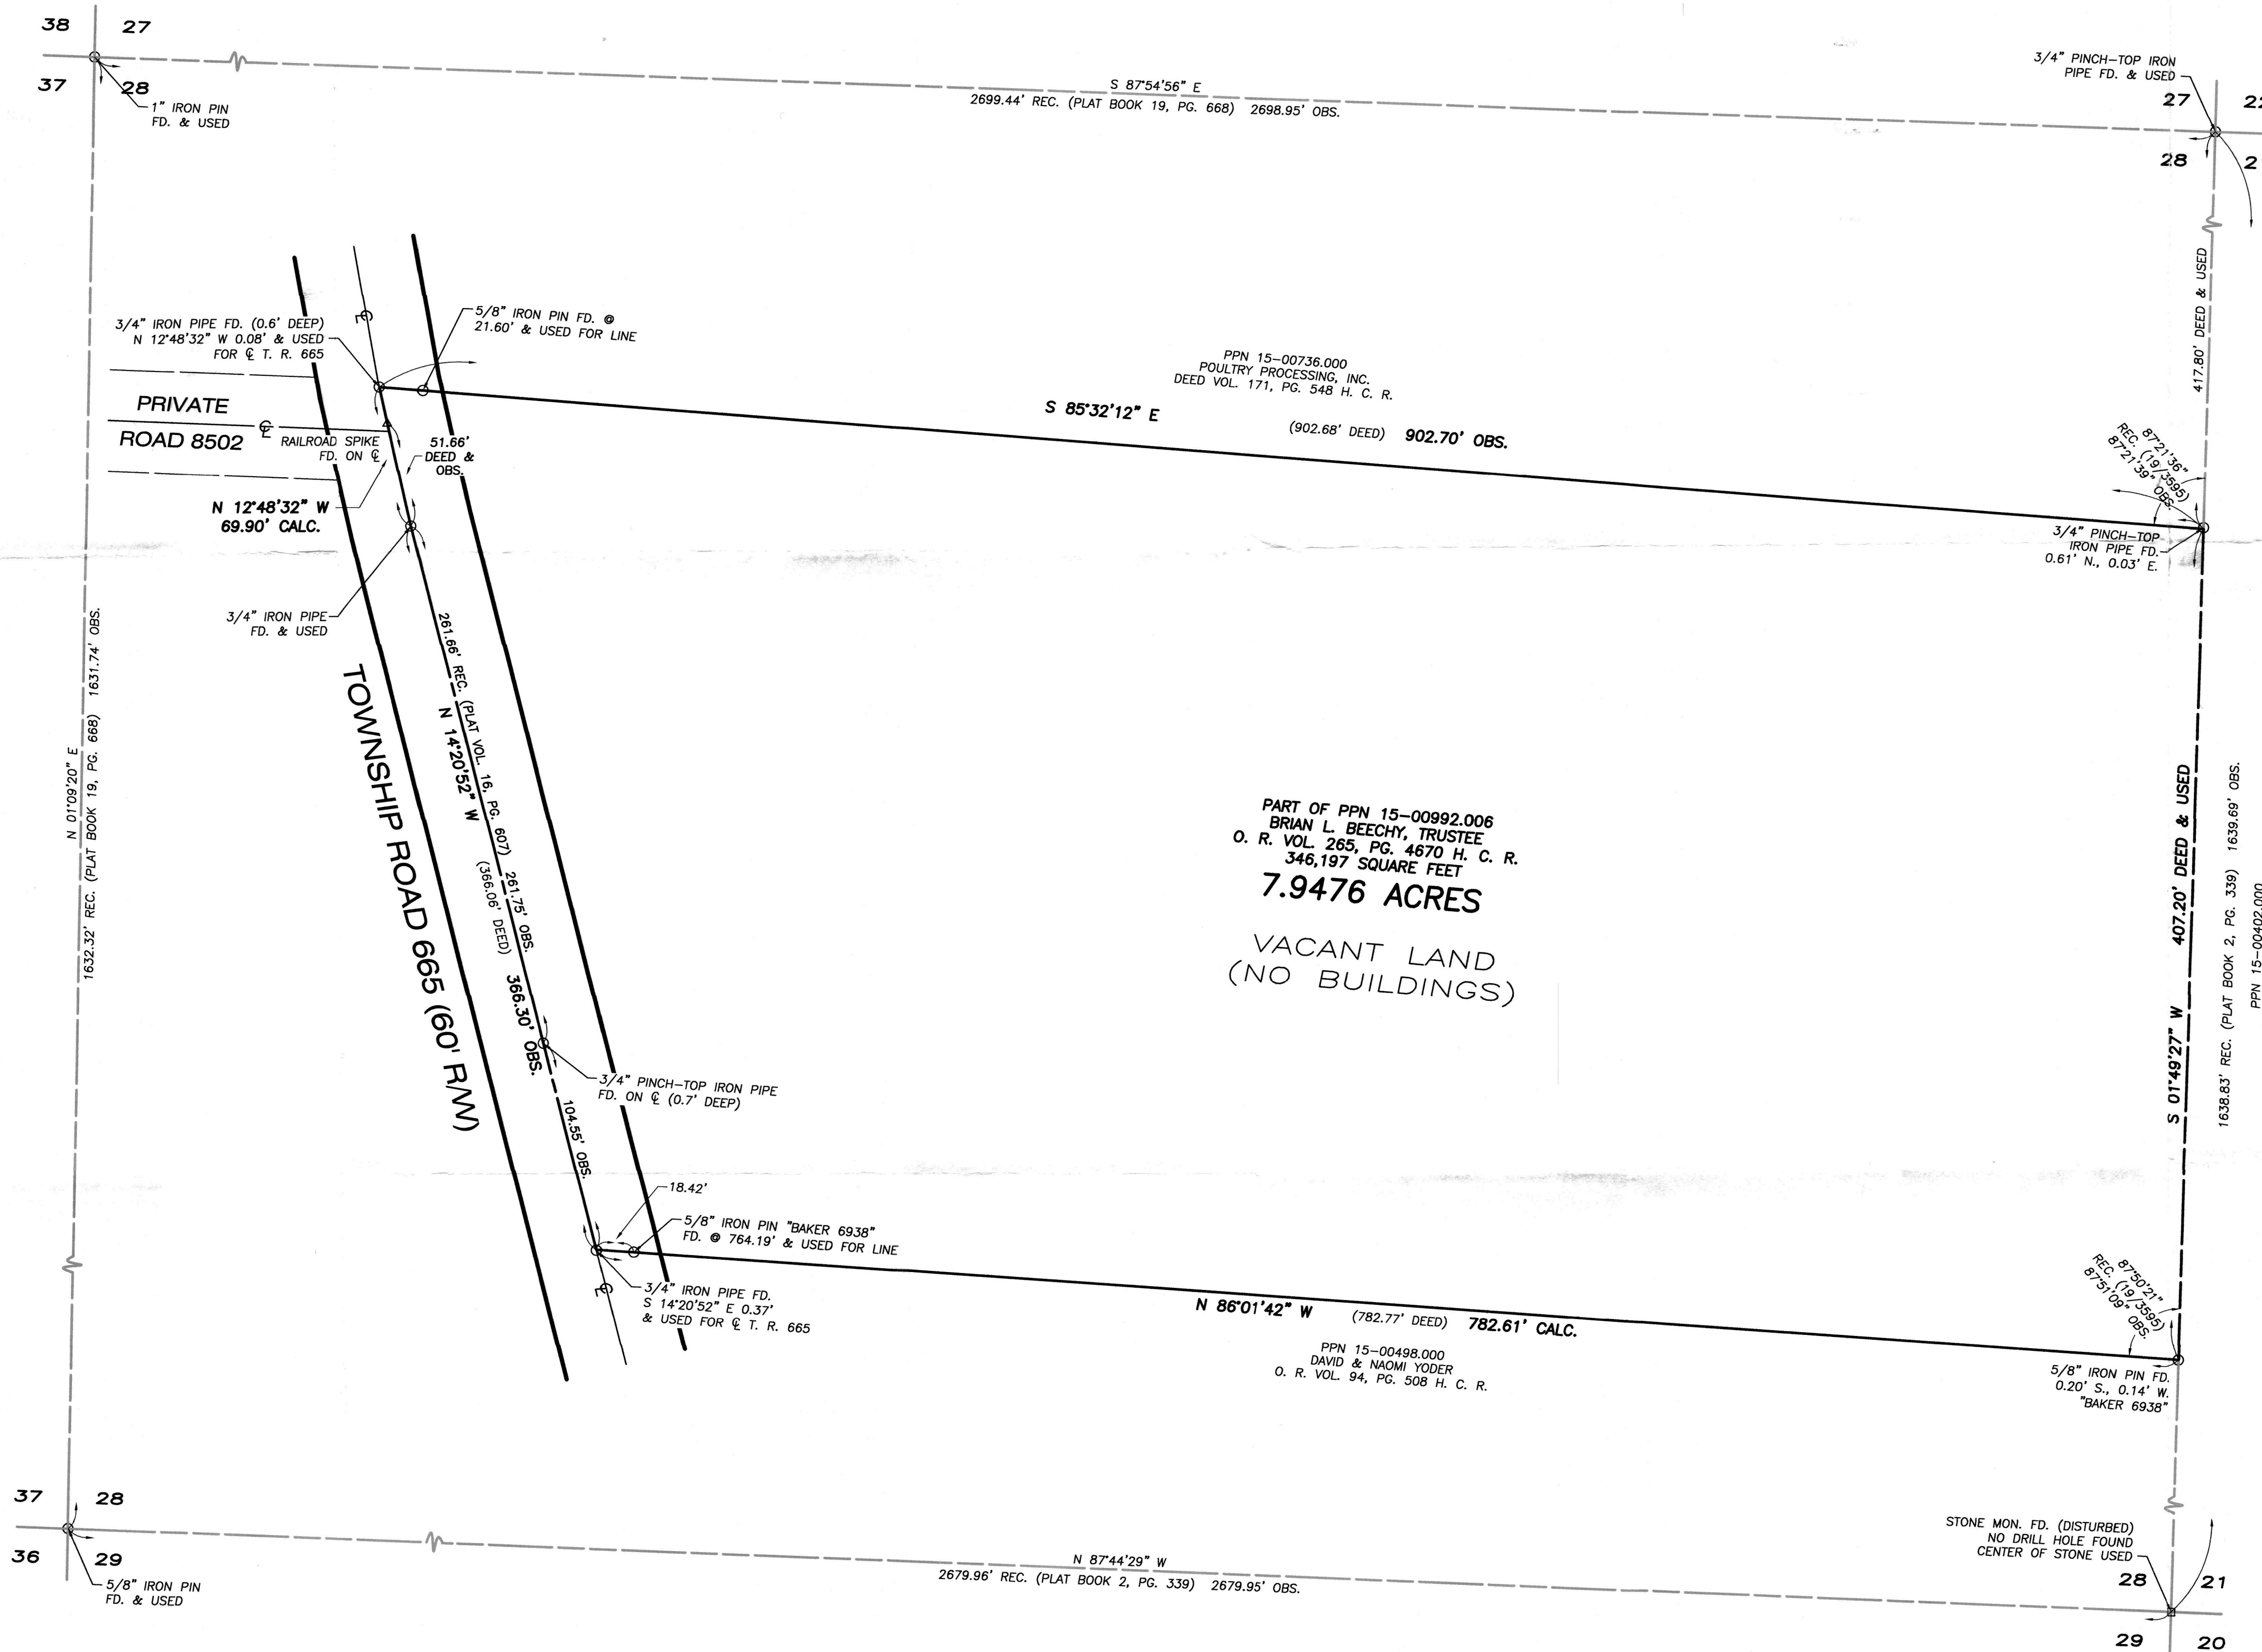 38
27
37
28
1" IRON PIN
FD. & USED
S 87°54'56" E
2699.44' REC. (PLAT BOOK 19, PG. 668) 2698.95' OBS.
3/4" PINCH-TOP IRON
PIPE FD. & USED
27
28
417.80' DEED & USED
3/4" IRON PIPE FD. (0.6' DEEP)
N 12°48'32" W 0.08' & USED
FOR ℄ T. R. 665
℄
5/8" IRON PIN FD. @
21.60' & USED FOR LINE
PRIVATE
ROAD 8502
℄
RAILROAD SPIKE
FD. ON ℄
51.66'
DEED &
OBS.
N 12°48'32" W
69.90' CALC.
3/4" IRON PIPE
FD. & USED
PPN 15-00736.000
POULTRY PROCESSING, INC.
DEED VOL. 171, PG. 548 H. C. R.
S 85°32'12" E
(902.68' DEED) 902.70' OBS.
87°21'36"
REC. (19/3595)
87°21'39" OBS.
3/4" PINCH-TOP
IRON PIPE FD.
0.61' N., 0.03' E.
N 01°09'20" E
1632.32' REC. (PLAT BOOK 19, PG. 668) 1631.74' OBS.
TOWNSHIP ROAD 665 (60' R/W)
261.66' REC. (PLAT VOL. 16, PG. 607) 261.75' OBS.
N 14°20'52" W
(366.06' DEED) 366.30' OBS.
3/4" PINCH-TOP IRON PIPE
FD. ON ℄ (0.7' DEEP)
104.55' OBS.
PART OF PPN 15-00992.006
BRIAN L. BEECHY, TRUSTEE
O. R. VOL. 265, PG. 4670 H. C. R.
346,197 SQUARE FEET
7.9476 ACRES
VACANT LAND
(NO BUILDINGS)
S 01°49'27" W 407.20' DEED & USED
1638.83' REC. (PLAT BOOK 2, PG. 339) 1639.69' OBS.
PPN 15-00402.000
18.42'
5/8" IRON PIN "BAKER 6938"
FD. @ 764.19' & USED FOR LINE
℄
3/4" IRON PIPE FD.
S 14°20'52" E 0.37'
& USED FOR ℄ T. R. 665
N 86°01'42" W (782.77' DEED) 782.61' CALC.
PPN 15-00498.000
DAVID & NAOMI YODER
O. R. VOL. 94, PG. 508 H. C. R.
87°50'21"
REC. (19/3595)
87°51'09" OBS.
5/8" IRON PIN FD.
0.20' S., 0.14' W.
"BAKER 6938"
37
28
36
29
5/8" IRON PIN
FD. & USED
N 87°44'29" W
2679.96' REC. (PLAT BOOK 2, PG. 339) 2679.95' OBS.
STONE MON. FD. (DISTURBED)
NO DRILL HOLE FOUND
CENTER OF STONE USED
28
21
29
20